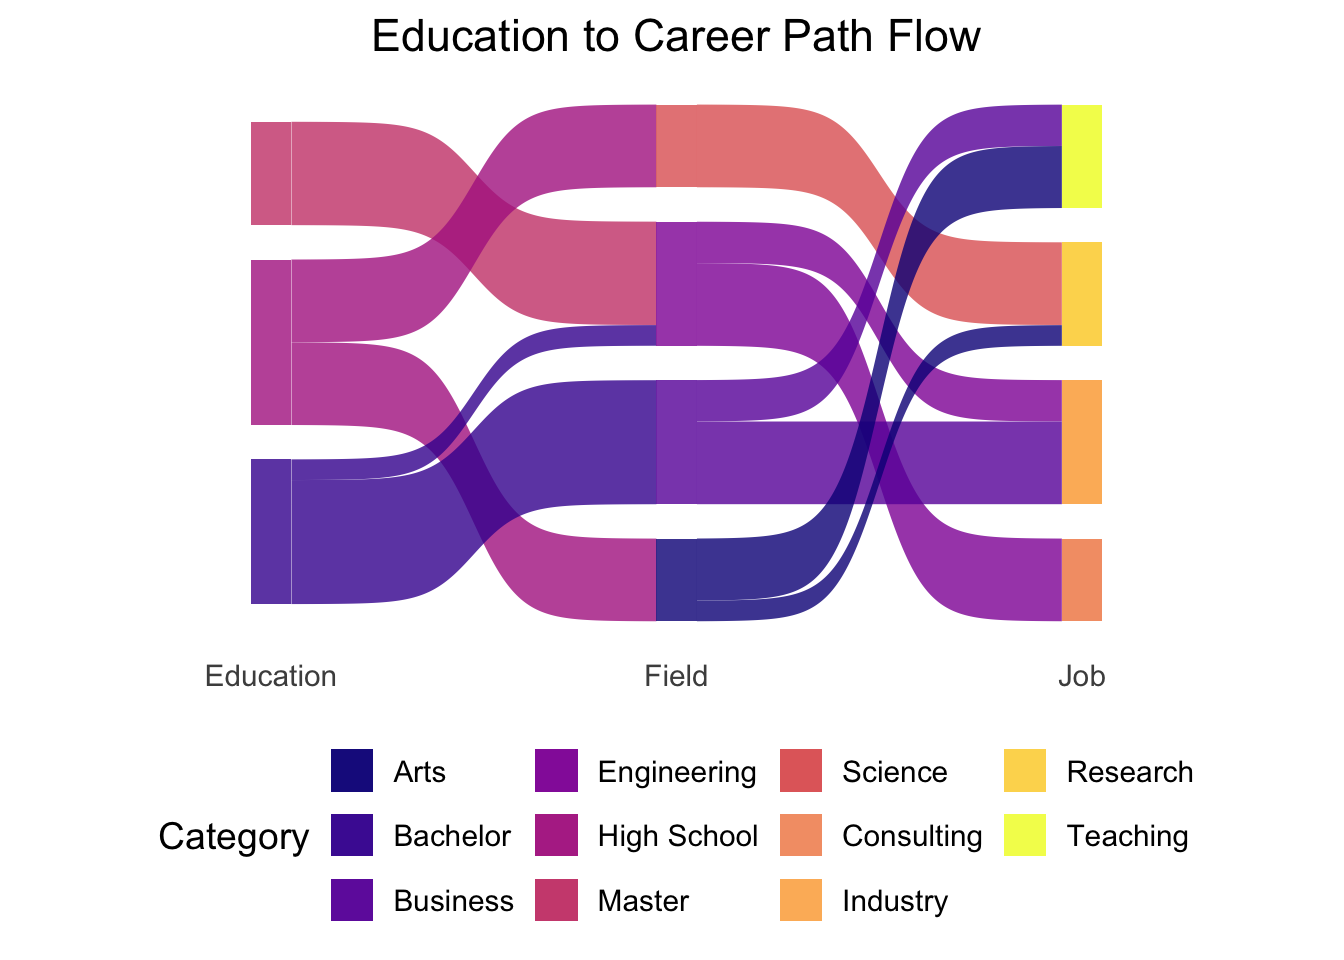 Education to Career Path Flow
Education Field Job
Category
Arts Engineering Science Research
Bachelor High School Consulting Teaching
Business Master Industry